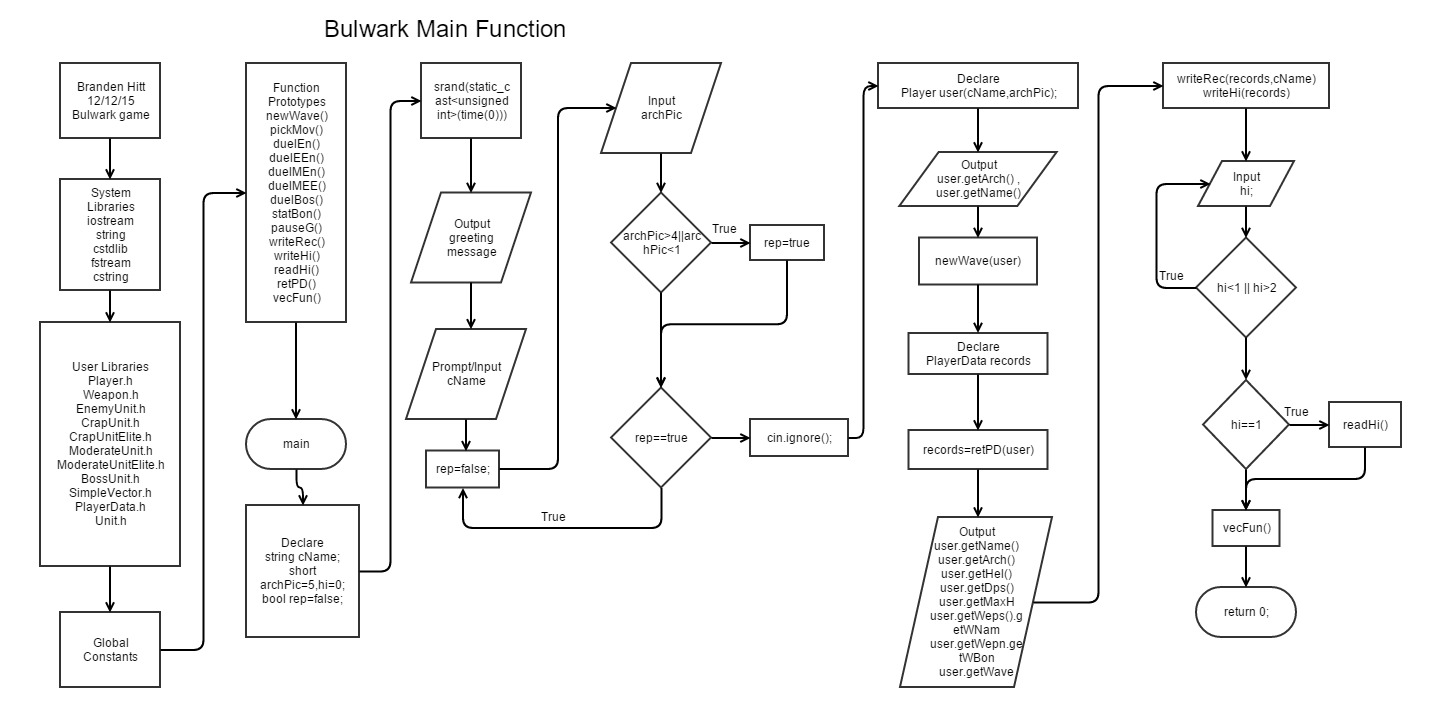 Bulwark Main Function
Branden Hitt
12/12/15
Bulwark game
System
Libraries
iostream
string
cstdlib
fstream
cstring
User Libraries
Player.h
Weapon.h
EnemyUnit.h
CrapUnit.h
CrapUnitElite.h
ModerateUnit.h
ModerateUnitElite.h
BossUnit.h
SimpleVector.h
PlayerData.h
Unit.h
Global
Constants
Function
Prototypes
newWave()
pickMov()
duelEn()
duelEEn()
duelMEn()
duelMEE()
duelBos()
statBon()
pauseG()
writeRec()
writeHi()
readHi()
retPD()
vecFun()
main
Declare
string cName;
short
archPic=5,hi=0;
bool rep=false;
srand(static_c
ast<unsigned
int>(time(0)))
Output
greeting
message
Prompt/Input
cName
rep=false;
Input
archPic
archPic>4||arc
hPic<1
True
rep=true
rep==true
True
cin.ignore();
Declare
Player user(cName,archPic);
Output
user.getArch() ,
user.getName()
newWave(user)
Declare
PlayerData records
records=retPD(user)
Output
user.getName()
user.getArch()
user.getHel()
user.getDps()
user.getMaxH
user.getWeps().g
etWNam
user.getWepn.ge
tWBon
user.getWave
writeRec(records,cName)
writeHi(records)
Input
hi;
True
hi<1 || hi>2
hi==1
True
readHi()
vecFun()
return 0;